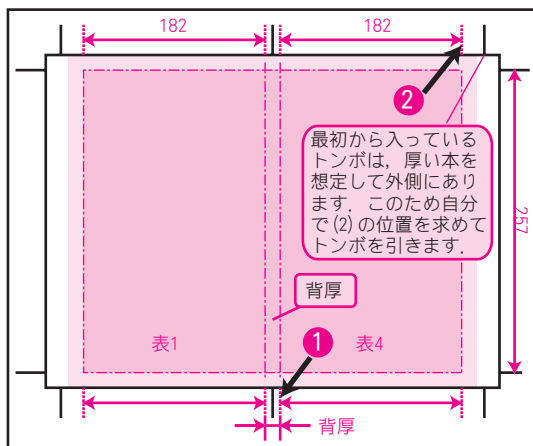 182
182
2
最初から入っている
トンボは，厚い本を
想定して外側にあり
ます．このため自分
で(2)の位置を求めて
トンボを引きます．
257
背厚
表1
1
表4
背厚